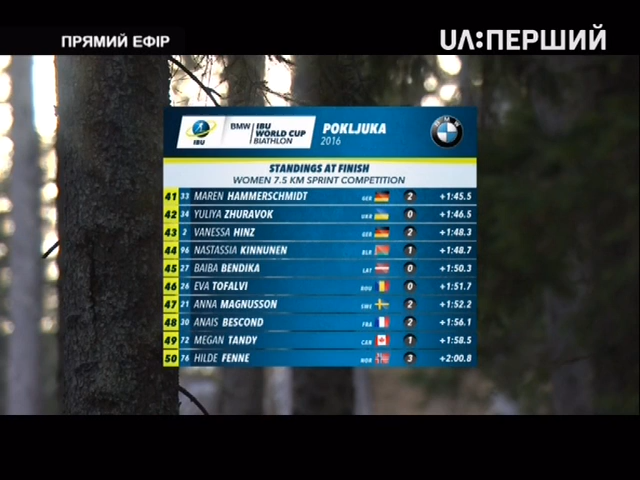 ПРЯМИЙ ЕФІР
UA:ПЕРШИЙ
IBU
BMW IBU WORLD CUP BIATHLON
POKLJUKA
2016
BMW
STANDINGS AT FINISH
WOMEN 7.5 KM SPRINT COMPETITION
41 33 MAREN HAMMERSCHMIDT GER 2 +1:45.5
42 34 YULIYA ZHURAVOK UKR 0 +1:46.5
43 2 VANESSA HINZ GER 2 +1:48.3
44 96 NASTASSIA KINNUNEN BLR 1 +1:48.7
45 27 BAIBA BENDIKA LAT 0 +1:50.3
46 26 EVA TOFALVI ROU 0 +1:51.7
47 21 ANNA MAGNUSSON SWE 2 +1:52.2
48 30 ANAIS BESCOND FRA 2 +1:56.1
49 72 MEGAN TANDY CAN 1 +1:58.5
50 76 HILDE FENNE NOR 3 +2:00.8